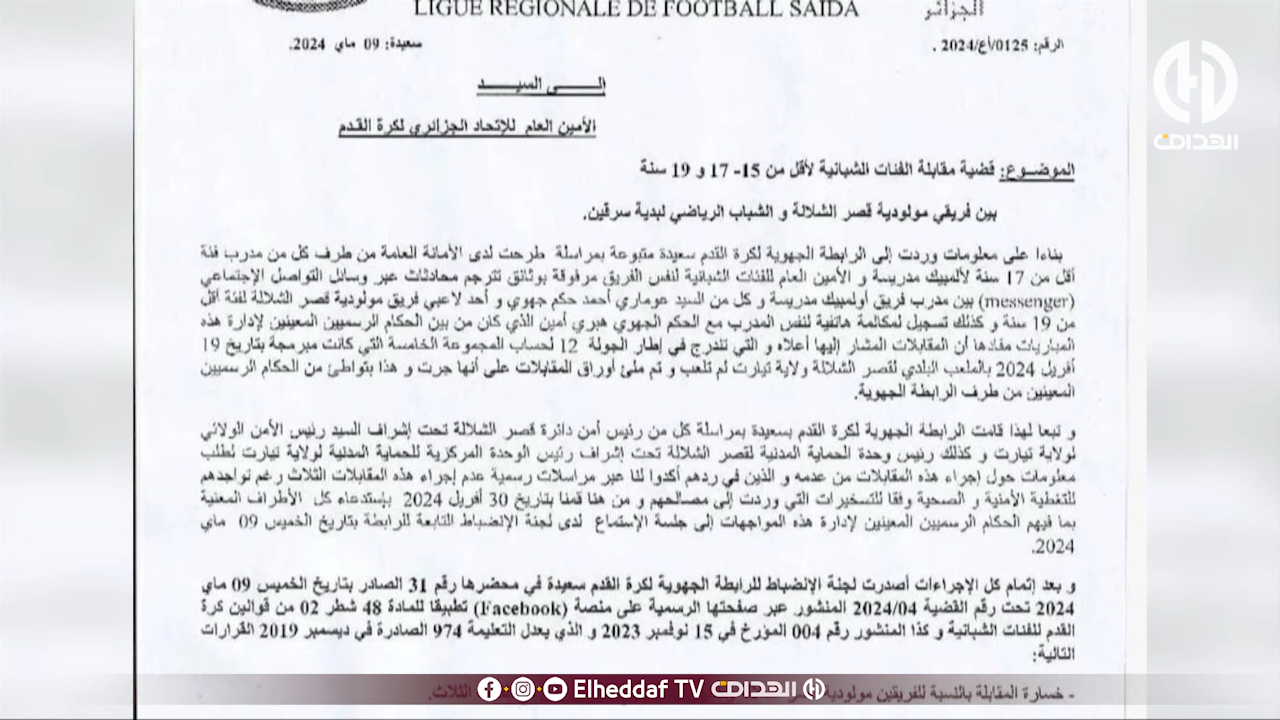 LIGUE REGIONALE DE FOOTBALL SAIDA
الجزائر
الرقم: 0125/أع/2024 .
سعيدة: 09 ماي 2024.
إلــــى السيــــد
الأمين العام للإتحاد الجزائري لكرة القدم
الموضــوع: قضية مقابلة الفئات الشبانية لأقل من 15- 17 و 19 سنة
بين فريقي مولودية قصر الشلالة و الشباب الرياضي لبدية سرقين.
بناءا على معلومات وردت إلى الرابطة الجهوية لكرة القدم سعيدة متبوعة بمراسلة طرحت لدى الأمانة العامة من طرف كل من مدرب فئة
أقل من 17 سنة لألمبيك مدريسة و الأمين العام للفئات الشبانية لنفس الفريق مرفوقة بوثائق تترجم محادثات عبر وسائل التواصل الإجتماعي
(messenger) بين مدرب فريق أولمبيك مدريسة و كل من السيد عوماري أحمد حكم جهوي و أحد لاعبي فريق مولودية قصر الشلالة لفئة أقل
من 19 سنة و كذلك تسجيل لمكالمة هاتفية لنفس المدرب مع الحكم الجهوي هبري أمين الذي كان من بين الحكام الرسميين المعينين لإدارة هذه
المباريات مفادها أن المقابلات المشار إليها أعلاه و التي تندرج في إطار الجولة 12 لحساب المجموعة الخامسة التي كانت مبرمجة بتاريخ 19
أفريل 2024 بالملعب البلدي لقصر الشلالة ولاية تيارت لم تلعب و تم ملئ أوراق المقابلات على أنها جرت و هذا بتواطئ من الحكام الرسميين
المعينين من طرف الرابطة الجهوية.
و تبعا لهذا قامت الرابطة الجهوية لكرة القدم بسعيدة بمراسلة كل من رئيس أمن دائرة قصر الشلالة تحت إشراف السيد رئيس الأمن الولائي
لولاية تيارت و كذلك رئيس وحدة الحماية المدنية لقصر الشلالة تحت إشراف رئيس الوحدة المركزية للحماية المدنية لولاية تيارت لطلب
معلومات حول إجراء هذه المقابلات من عدمه و الذين في ردهم أكدوا لنا عبر مراسلات رسمية عدم إجراء هذه المقابلات الثلاث رغم تواجدهم
للتغطية الأمنية و الصحية وفقا للتسخيرات التي وردت إلى مصالحهم و من هنا قمنا بتاريخ 30 أفريل 2024 بإستدعاء كل الأطراف المعنية
بما فيهم الحكام الرسميين المعينين لإدارة هذه المواجهات إلى جلسة الإستماع لدى لجنة الإنضباط التابعة للرابطة بتاريخ الخميس 09 ماي
2024.
و بعد إتمام كل الإجراءات أصدرت لجنة الإنضباط للرابطة الجهوية لكرة القدم سعيدة في محضرها رقم 31 الصادر بتاريخ الخميس 09 ماي
2024 تحت رقم القضية 2024/04 المنشور عبر صفحتها الرسمية على منصة (Facebook) تطبيقا للمادة 48 شطر 02 من قوانين كرة
القدم للفئات الشبانية و كذا المنشور رقم 004 المؤرخ في 15 نوفمبر 2023 و الذي يعدل التعليمة 974 الصادرة في ديسمبر 2019 القرارات
التالية:
- خسارة المقابلة بالنسبة للفريقين مولودية الثلاث.
Elheddaf TV الهداف
الهداف